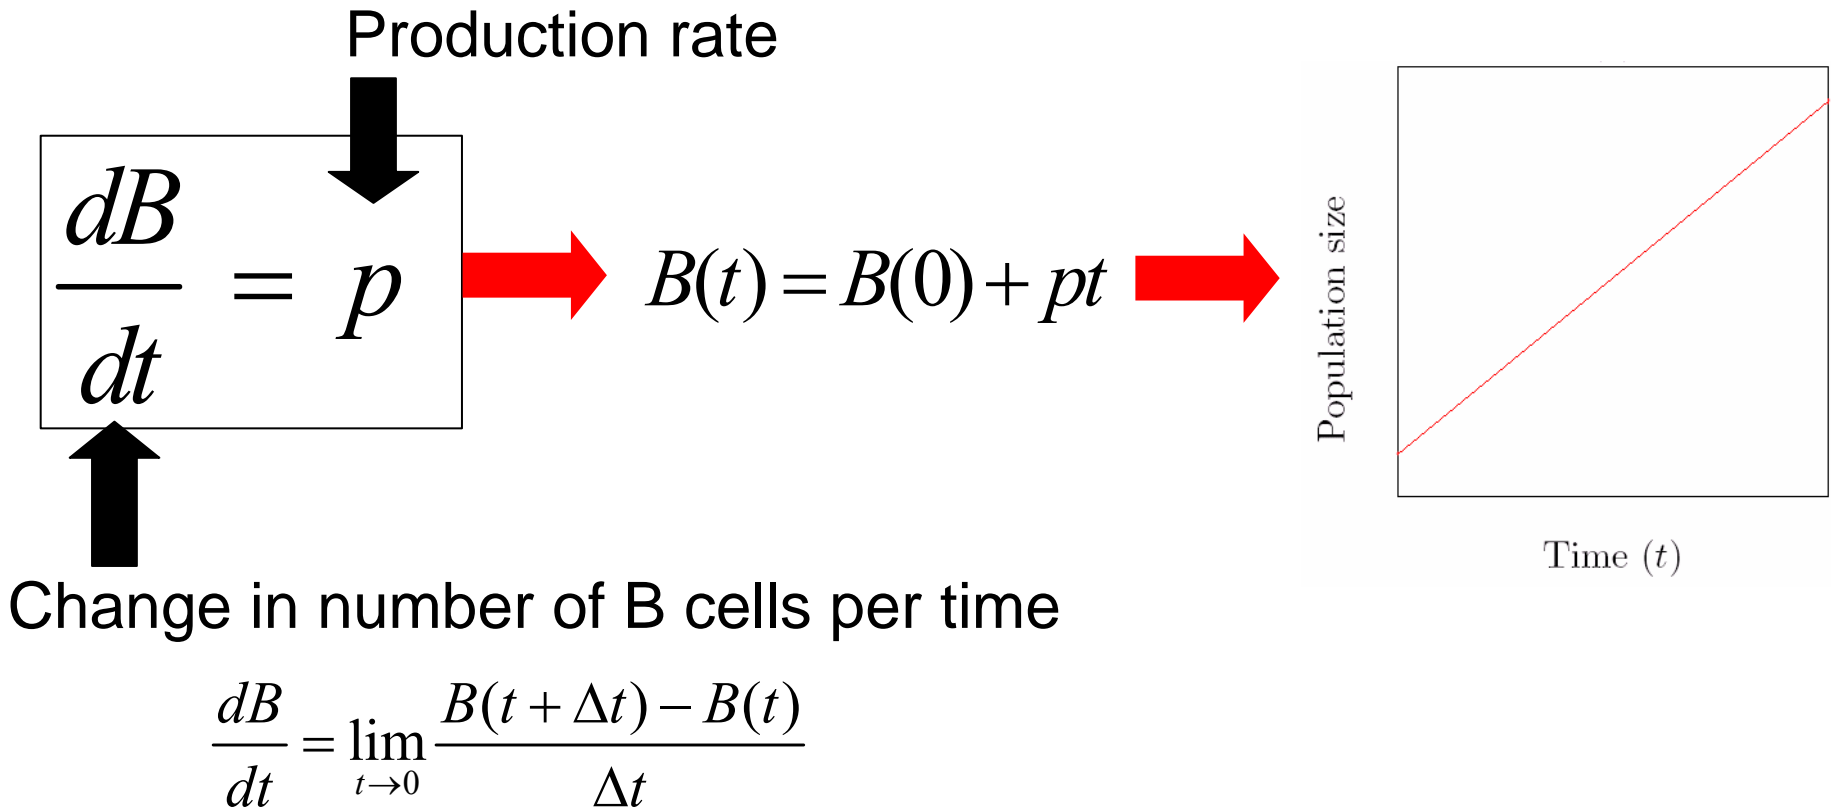 Production rate
dB/dt = p
B(t) = B(0) + pt
Population size
Time (t)
Change in number of B cells per time
dB/dt = lim t→0 (B(t + Δt) − B(t))/Δt